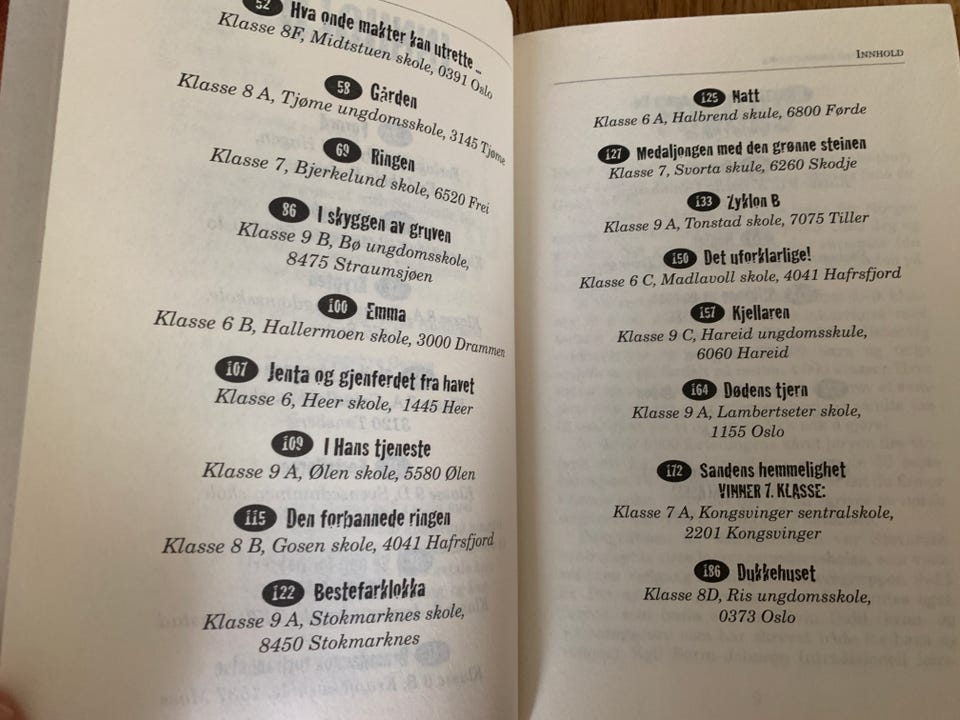 52 Hva onde makter kan utrette ...
Klasse 8F, Midtstuen skole, 0391 Oslo
58 Gården
Klasse 8 A, Tjøme ungdomsskole, 3145 Tjøme
69 Ringen
Klasse 7, Bjerkelund skole, 6520 Frei
86 I skyggen av gruven
Klasse 9 B, Bø ungdomsskole,
8475 Straumsjøen
100 Emma
Klasse 6 B, Hallermoen skole, 3000 Drammen
107 Jenta og gjenferdet fra havet
Klasse 6, Heer skole, 1445 Heer
109 I Hans tjeneste
Klasse 9 A, Ølen skole, 5580 Ølen
115 Den forbannede ringen
Klasse 8 B, Gosen skole, 4041 Hafrsfjord
122 Bestefarklokka
Klasse 9 A, Stokmarknes skole,
8450 Stokmarknes
INNHOLD
125 Natt
Klasse 6 A, Halbrend skule, 6800 Førde
127 Medaljongen med den grønne steinen
Klasse 7, Svorta skule, 6260 Skodje
133 Zyklon B
Klasse 9 A, Tonstad skole, 7075 Tiller
150 Det uforklarlige!
Klasse 6 C, Madlavoll skole, 4041 Hafrsfjord
157 Kjellaren
Klasse 9 C, Hareid ungdomsskule,
6060 Hareid
164 Dødens tjern
Klasse 9 A, Lambertseter skole,
1155 Oslo
172 Sandens hemmelighet
VINNER 7. KLASSE:
Klasse 7 A, Kongsvinger sentralskole,
2201 Kongsvinger
186 Dukkehuset
Klasse 8D, Ris ungdomsskole,
0373 Oslo